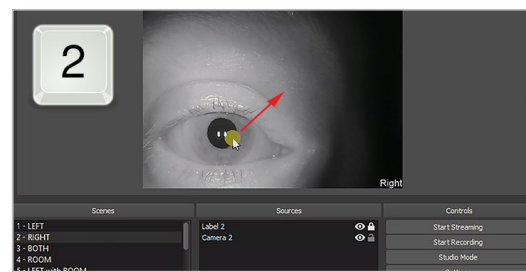 2
Right
Scenes
Sources
Controls
1 - LEFT
2 - RIGHT
3 - BOTH
4 - ROOM
5 - LEFT with ROOM
Label 2
Camera 2
Start Streaming
Start Recording
Studio Mode